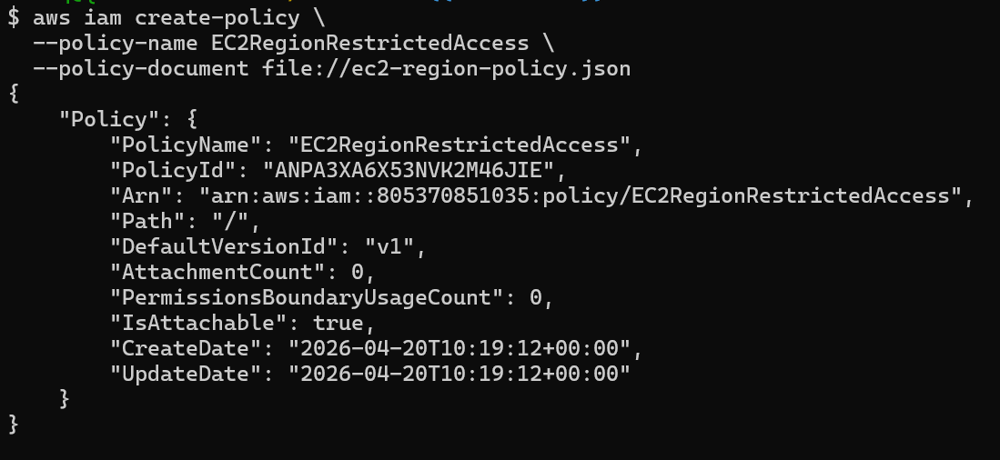 $ aws iam create-policy \
  --policy-name EC2RegionRestrictedAccess \
  --policy-document file://ec2-region-policy.json
{
    "Policy": {
        "PolicyName": "EC2RegionRestrictedAccess",
        "PolicyId": "ANPA3XA6X53NVK2M46JIE",
        "Arn": "arn:aws:iam::805370851035:policy/EC2RegionRestrictedAccess",
        "Path": "/",
        "DefaultVersionId": "v1",
        "AttachmentCount": 0,
        "PermissionsBoundaryUsageCount": 0,
        "IsAttachable": true,
        "CreateDate": "2026-04-20T10:19:12+00:00",
        "UpdateDate": "2026-04-20T10:19:12+00:00"
    }
}